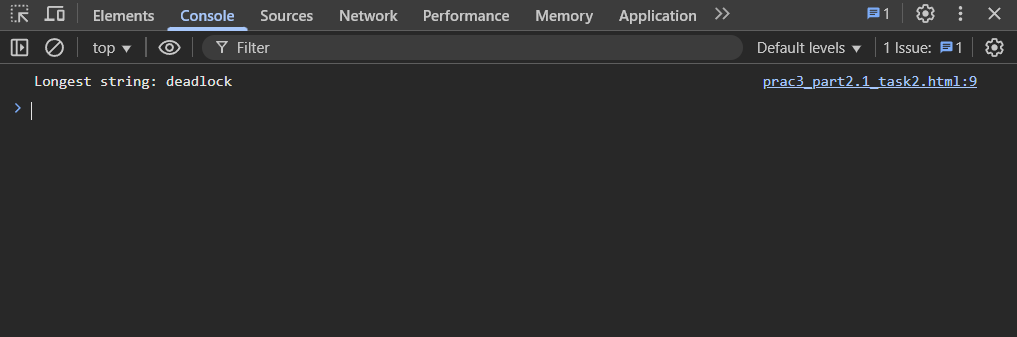 Elements Console Sources Network Performance Memory Application 1
top Filter Default levels 1 Issue: 1
Longest string: deadlock prac3_part2.1_task2.html:9